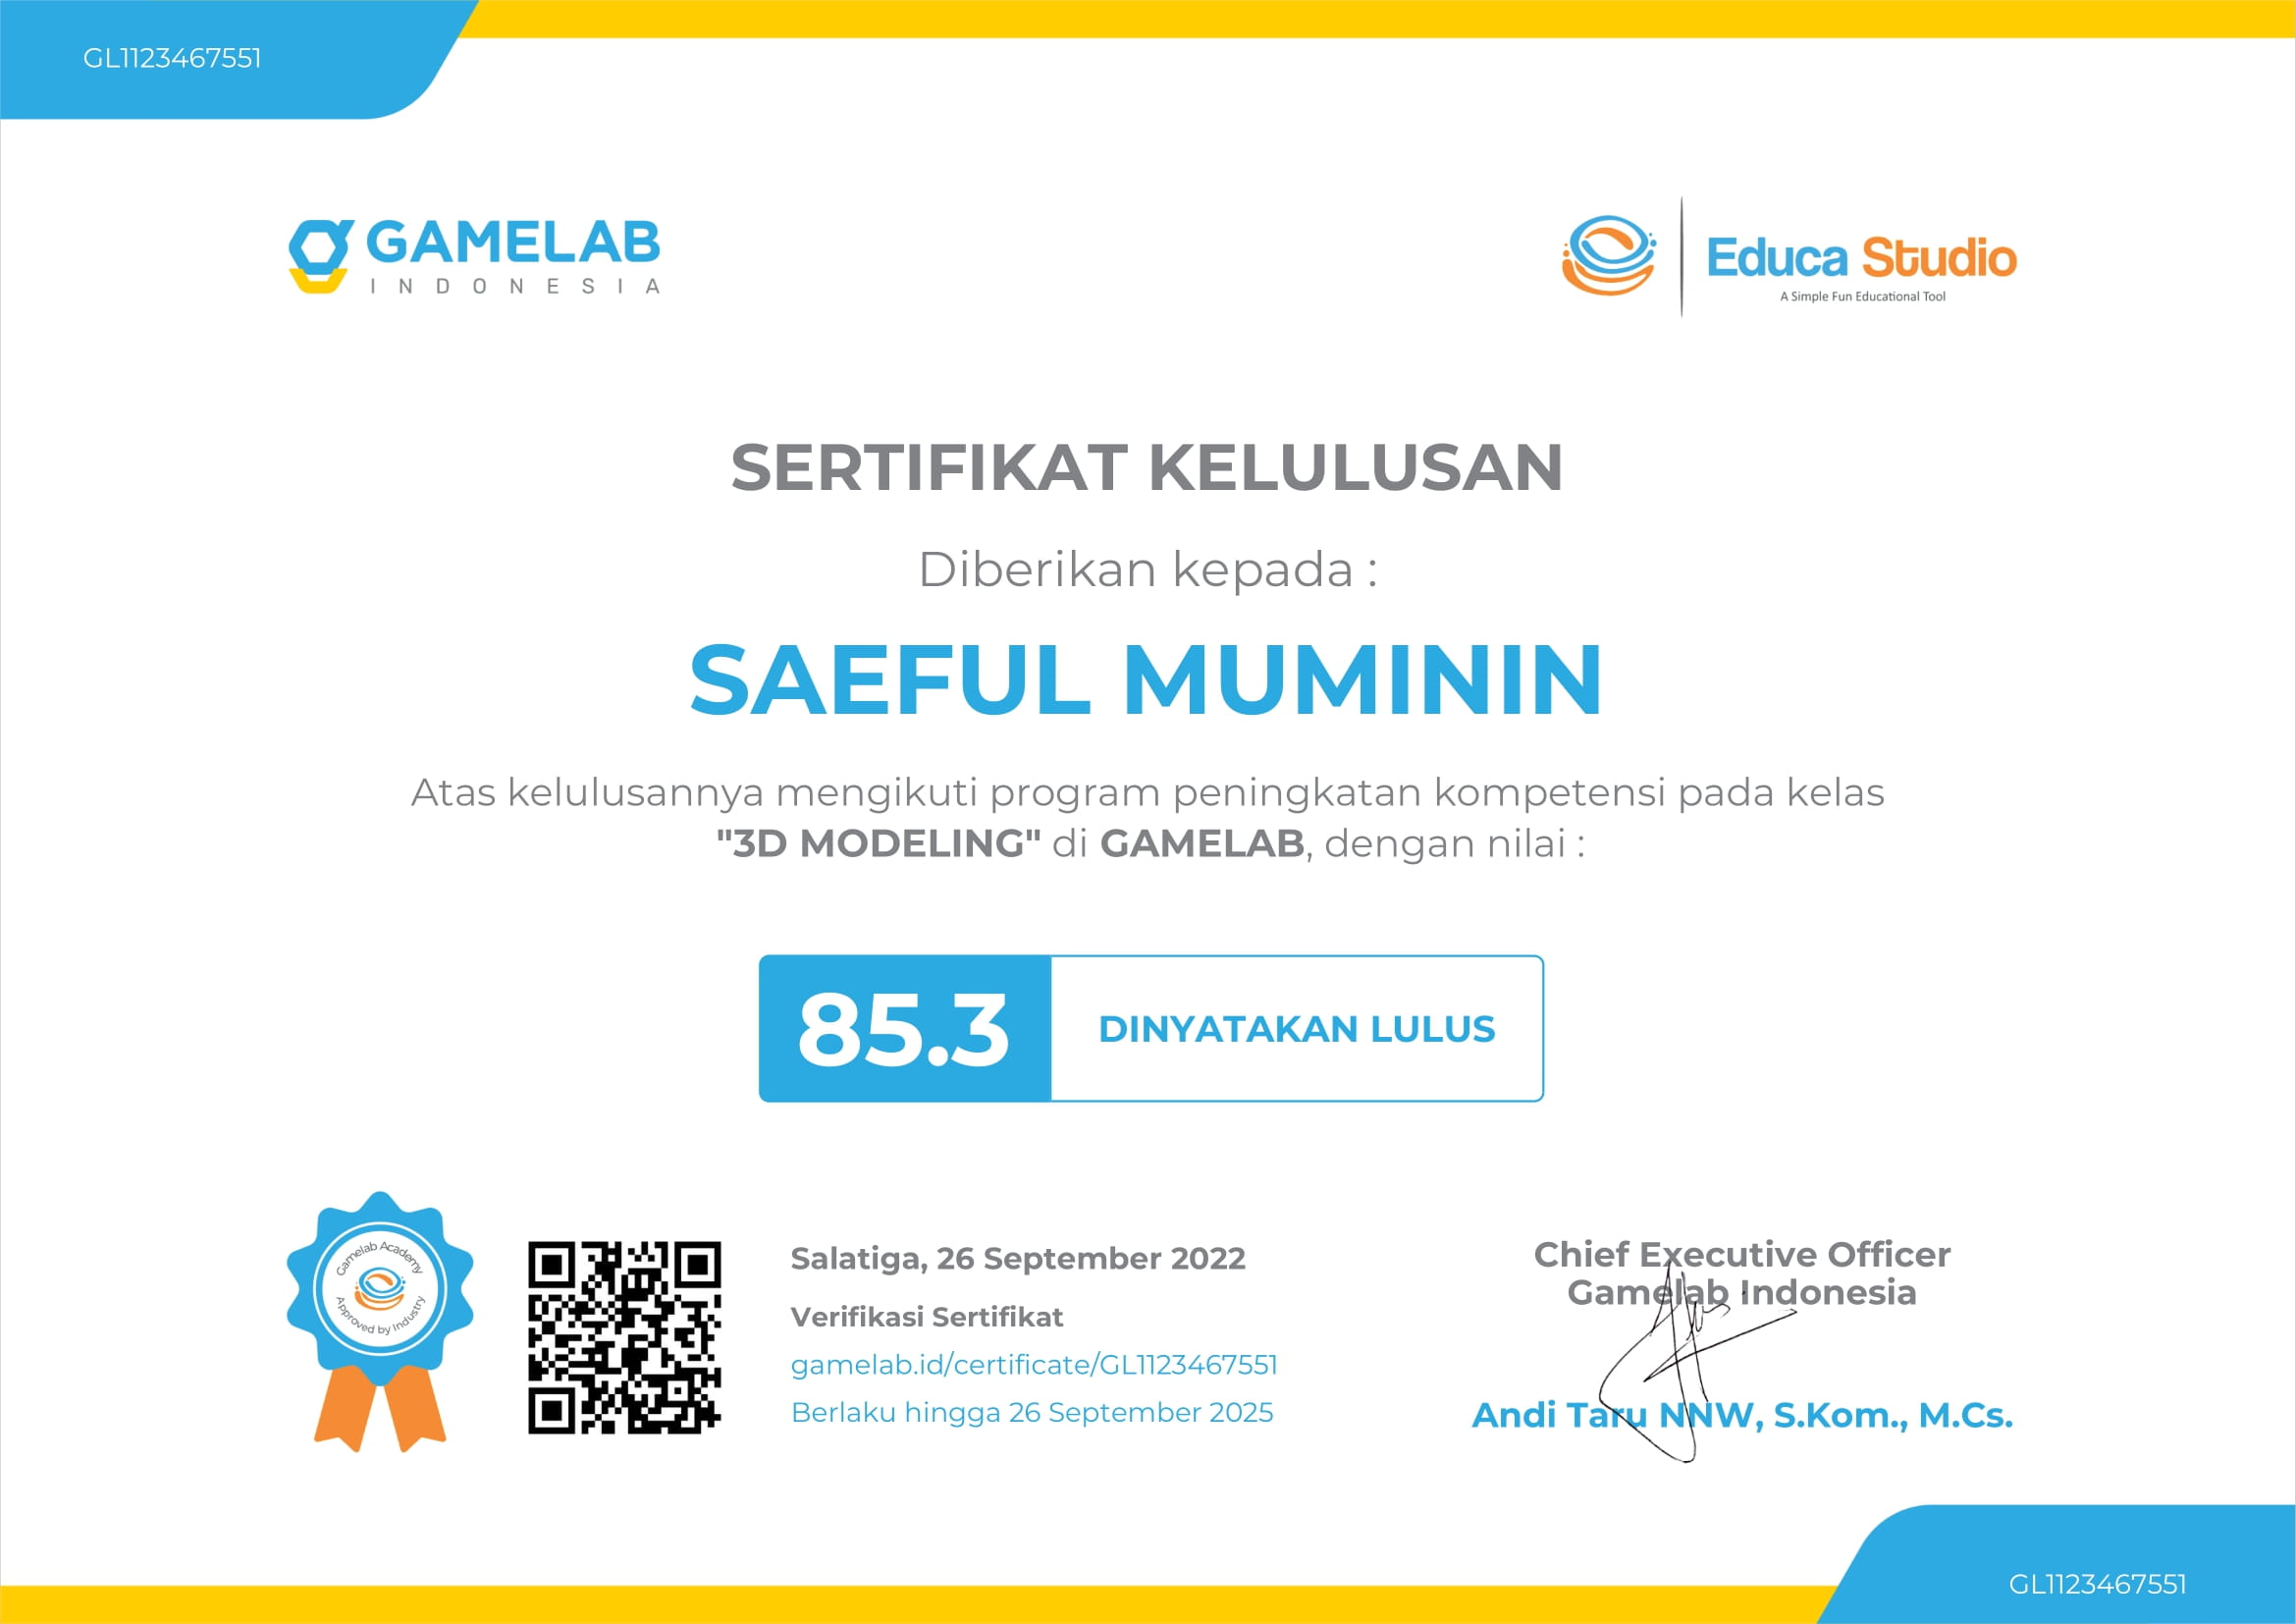 GL1123467551
GAMELAB
INDONESIA
Educa Studio
A Simple Fun Educational Tool
SERTIFIKAT KELULUSAN
Diberikan kepada :
SAEFUL MUMININ
Atas kelulusannya mengikuti program peningkatan kompetensi pada kelas
"3D MODELING" di GAMELAB, dengan nilai :
85.3
DINYATAKAN LULUS
Gamelab Academy
Approved by Industry
Salatiga, 26 September 2022
Verifikasi Sertifikat
gamelab.id/certificate/GL1123467551
Berlaku hingga 26 September 2025
Chief Executive Officer
Gamelab Indonesia
Andi Taru NNW, S.Kom., M.Cs.
GL1123467551